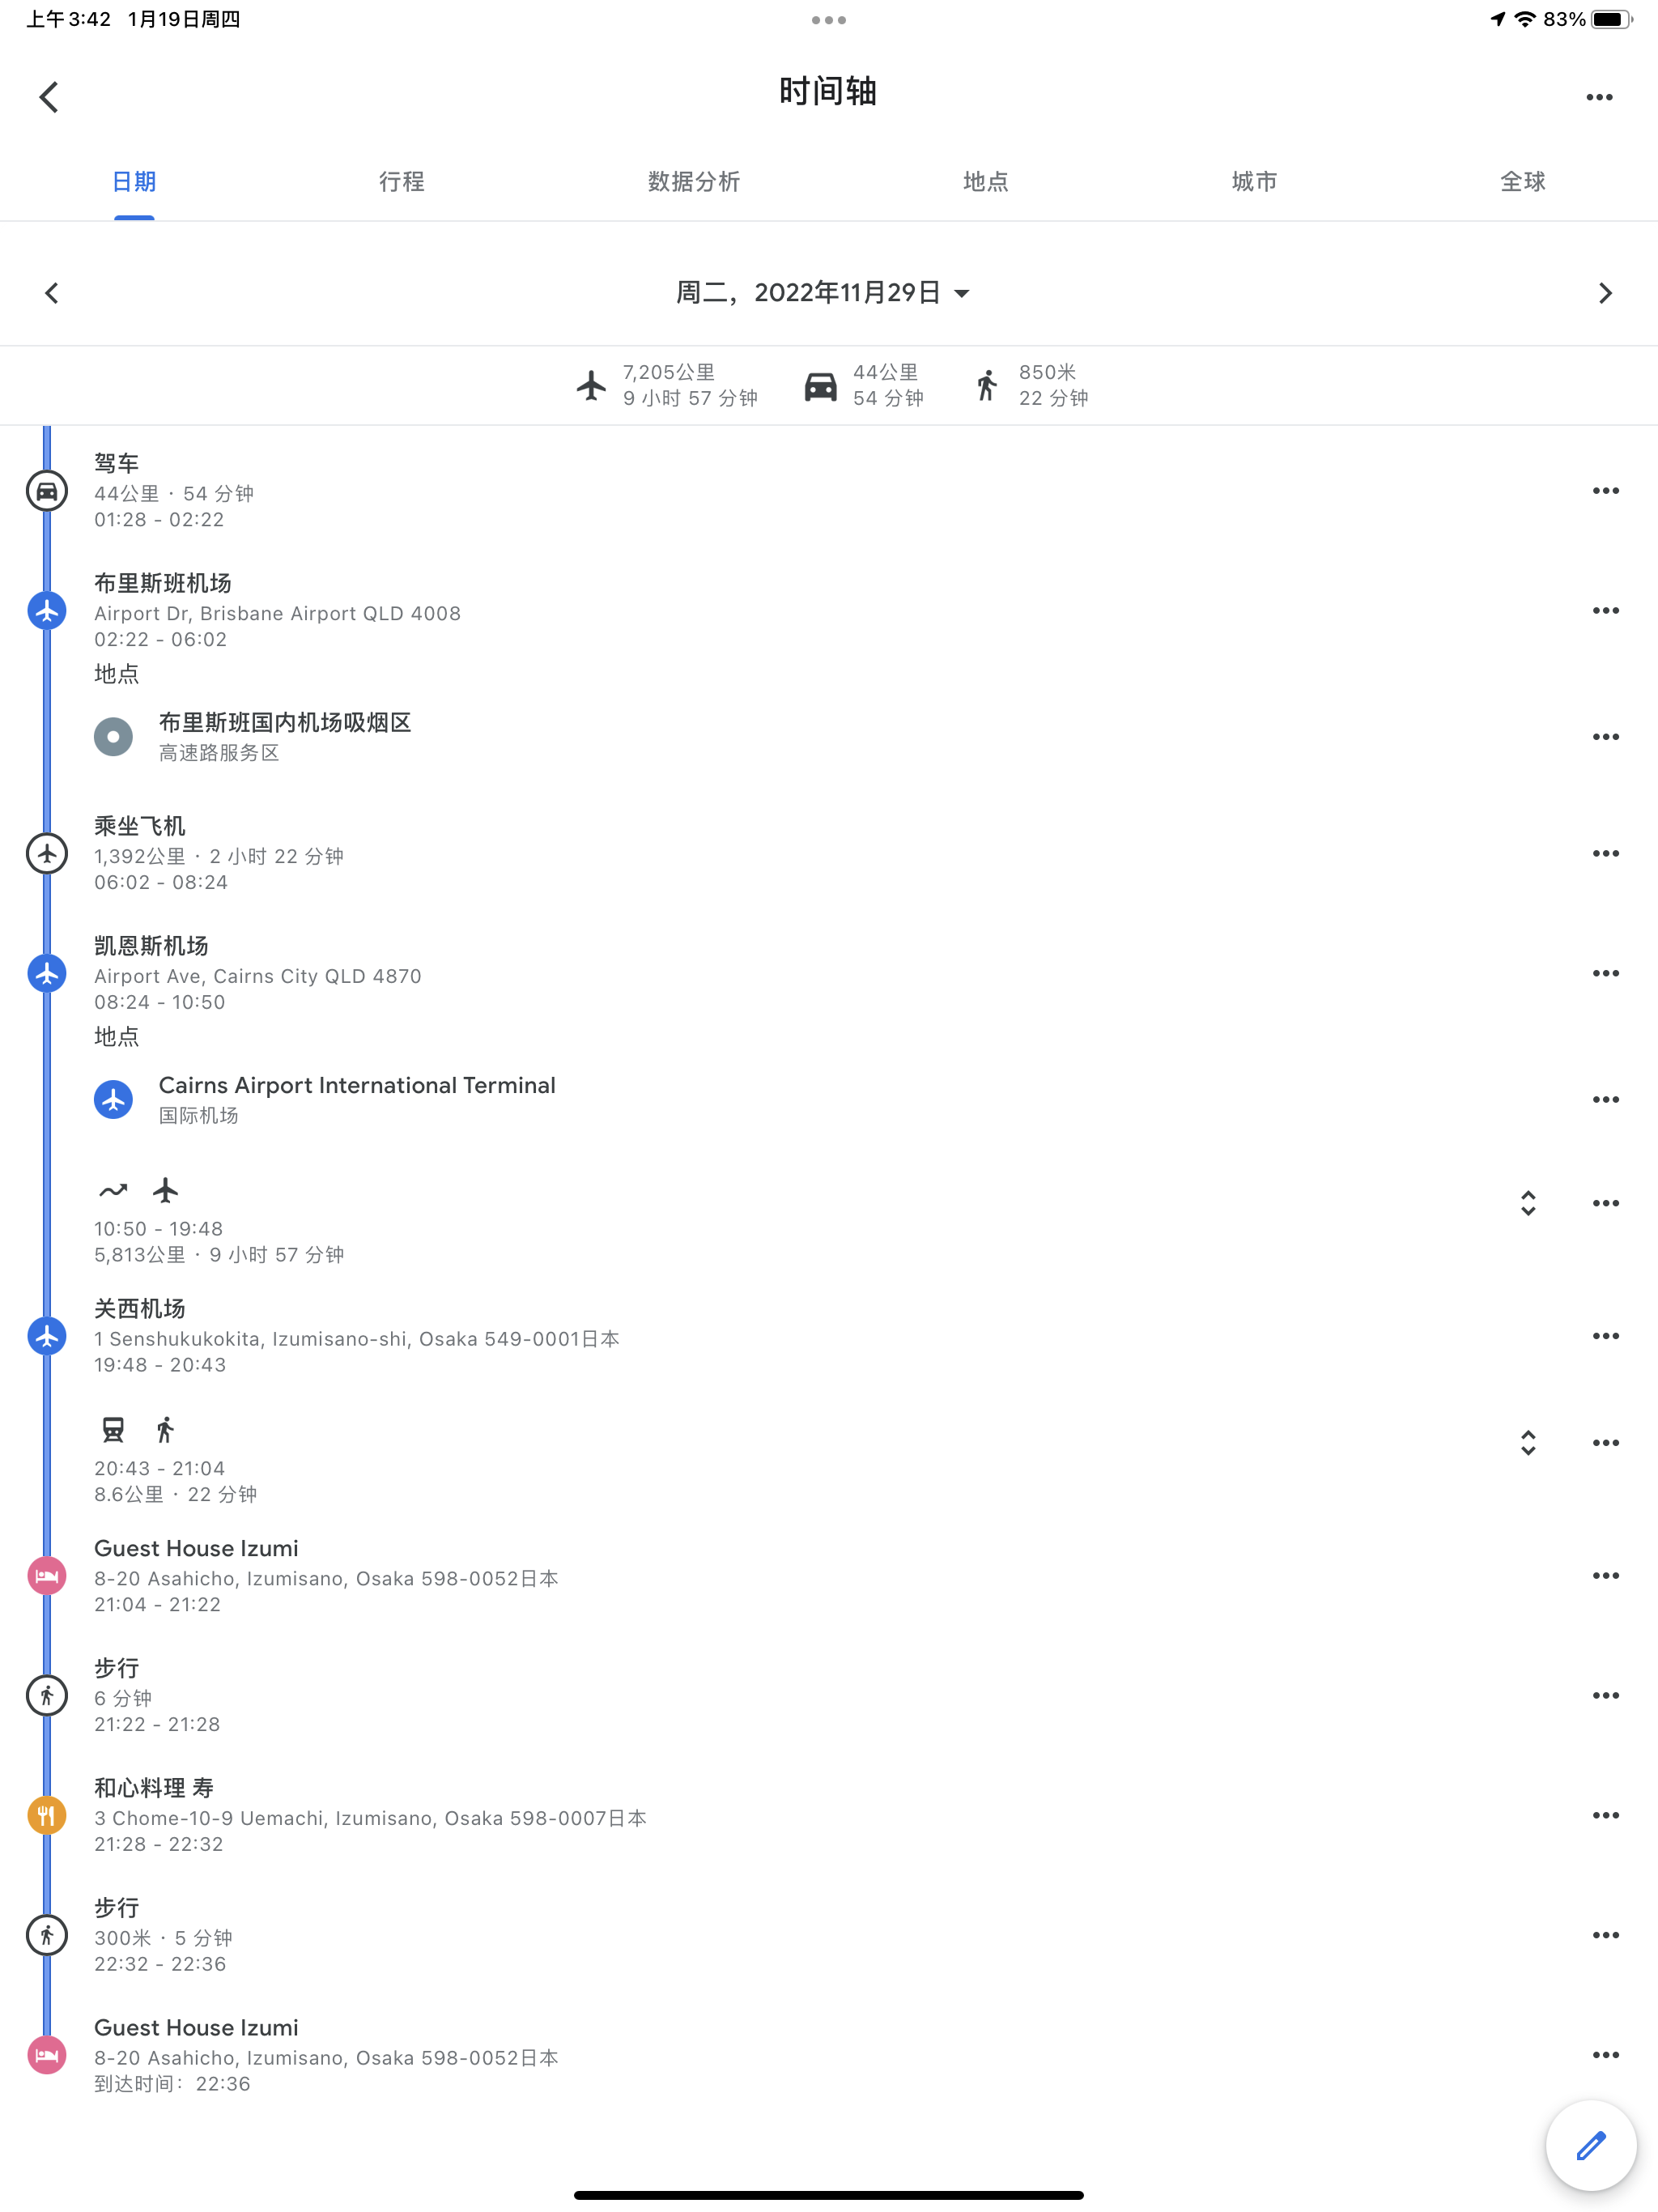 上午3:42 1月19日周四
83%
时间轴
日期 行程 数据分析 地点 城市 全球
周二，2022年11月29日
7,205公里 44公里 850米
9 小时 57 分钟 54 分钟 22 分钟
驾车
44公里 · 54 分钟
01:28 - 02:22
布里斯班机场
Airport Dr, Brisbane Airport QLD 4008
02:22 - 06:02
地点
布里斯班国内机场吸烟区
高速路服务区
乘坐飞机
1,392公里 · 2 小时 22 分钟
06:02 - 08:24
凯恩斯机场
Airport Ave, Cairns City QLD 4870
08:24 - 10:50
地点
Cairns Airport International Terminal
国际机场
10:50 - 19:48
5,813公里 · 9 小时 57 分钟
关西机场
1 Senshukukokita, Izumisano-shi, Osaka 549-0001日本
19:48 - 20:43
20:43 - 21:04
8.6公里 · 22 分钟
Guest House Izumi
8-20 Asahicho, Izumisano, Osaka 598-0052日本
21:04 - 21:22
步行
6 分钟
21:22 - 21:28
和心料理 寿
3 Chome-10-9 Uemachi, Izumisano, Osaka 598-0007日本
21:28 - 22:32
步行
300米 · 5 分钟
22:32 - 22:36
Guest House Izumi
8-20 Asahicho, Izumisano, Osaka 598-0052日本
到达时间：22:36